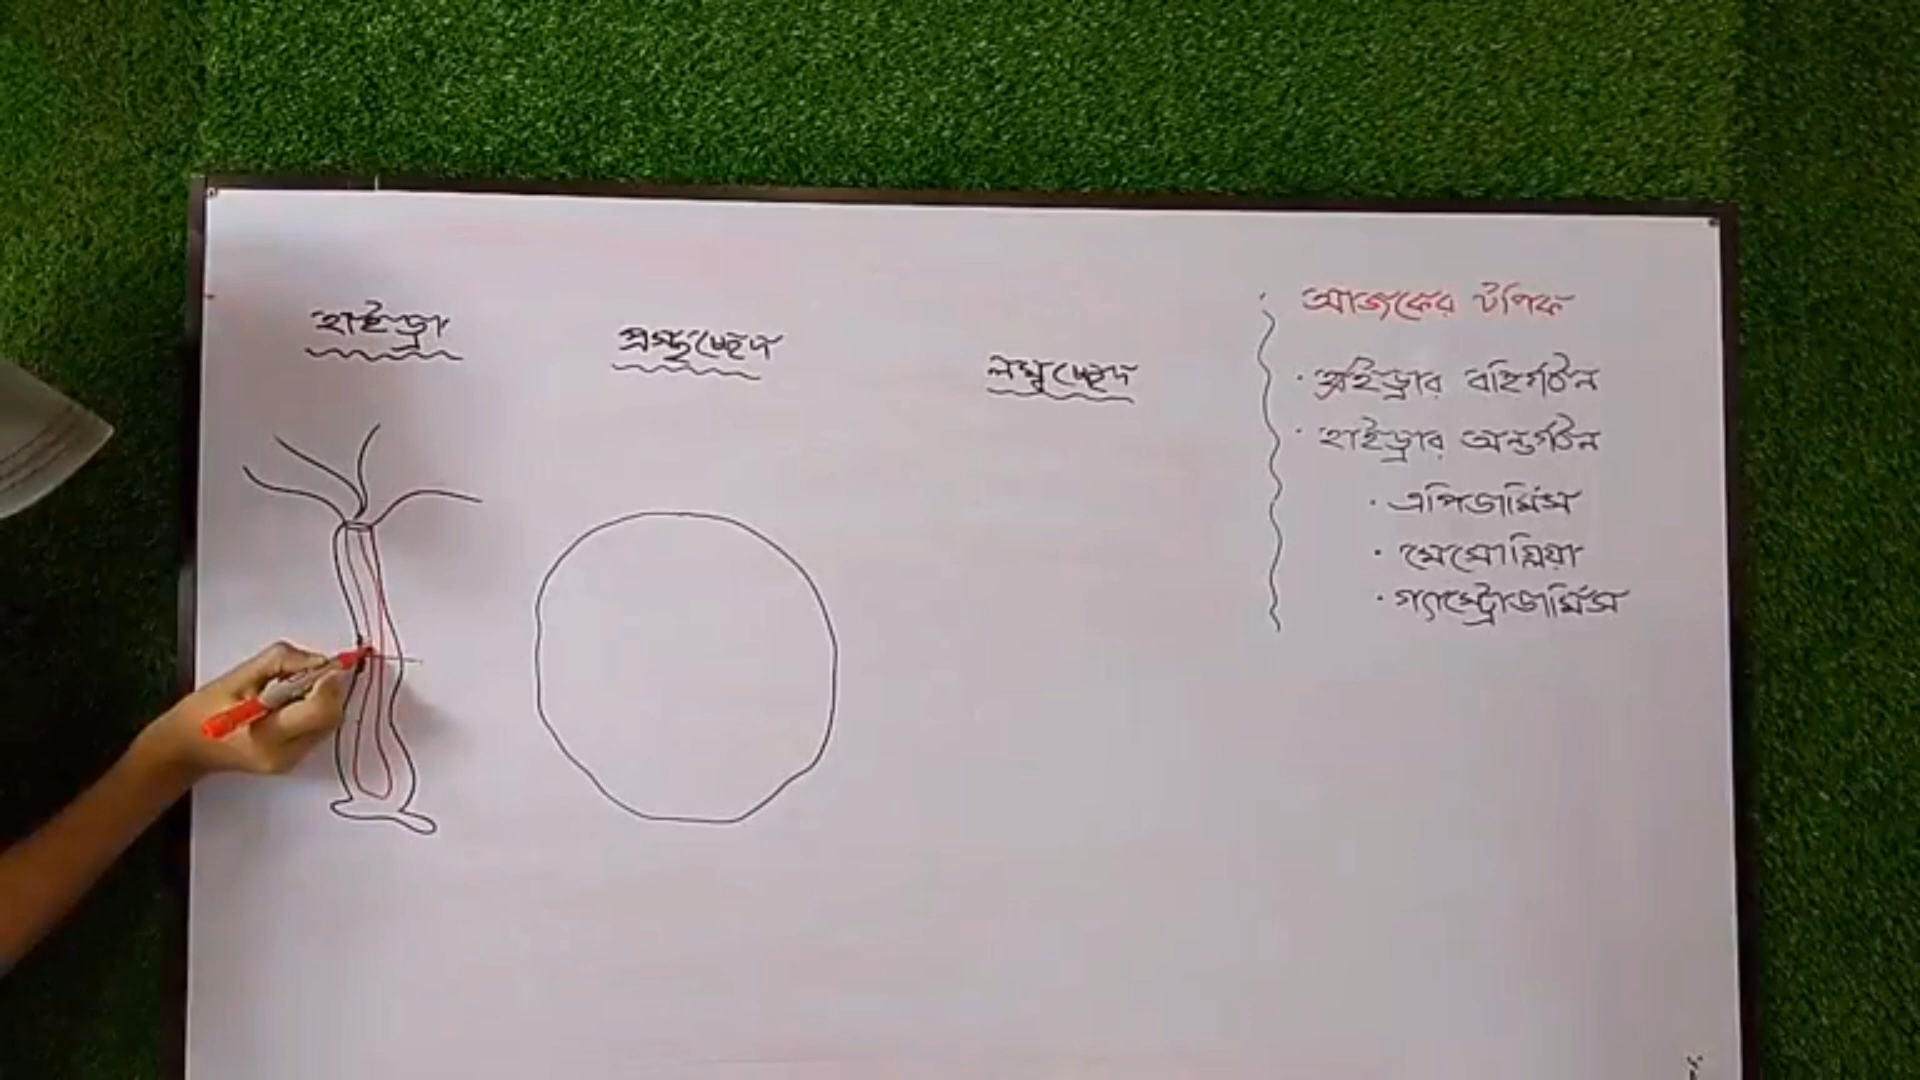 হাইড্রা
প্রস্থচ্ছেদ
লম্বচ্ছেদ
আজকের টপিক
· হাইড্রার বহির্গঠন
· হাইড্রার অন্তর্গঠন
· এপিডার্মিস
· মেসোগ্লিয়া
· গ্যাস্ট্রোডার্মিস